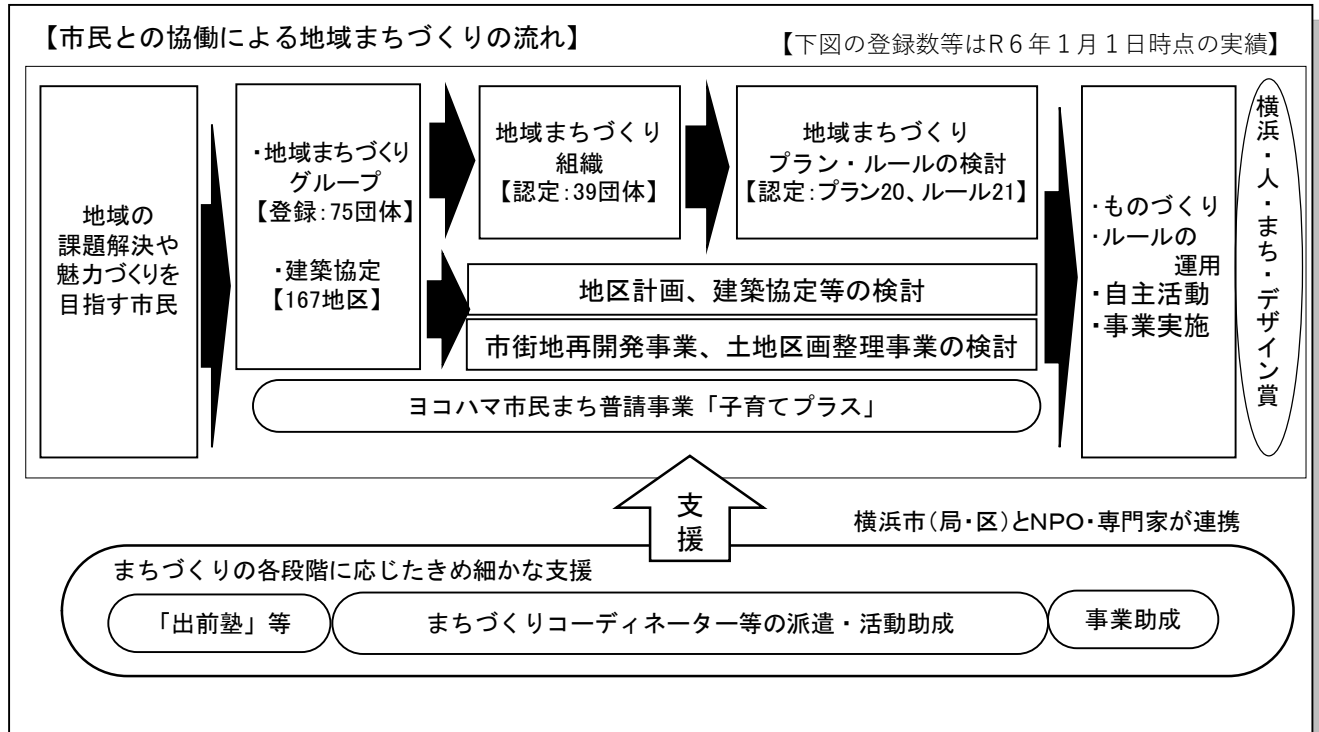 【市民との協働による地域まちづくりの流れ】
【下図の登録数等はR6年1月1日時点の実績】
地域の
課題解決や
魅力づくりを
目指す市民
・地域まちづくり
グループ
【登録：75団体】
・建築協定
【167地区】
地域まちづくり
組織
【認定：39団体】
地域まちづくり
プラン・ルールの検討
【認定：プラン20、ルール21】
地区計画、建築協定等の検討
市街地再開発事業、土地区画整理事業の検討
ヨコハマ市民まち普請事業「子育てプラス」
・ものづくり
・ルールの
運用
・自主活動
・事業実施
横浜・人・まち・デザイン賞
支援
横浜市（局・区）とNPO・専門家が連携
まちづくりの各段階に応じたきめ細かな支援
「出前塾」等
まちづくりコーディネーター等の派遣・活動助成
事業助成